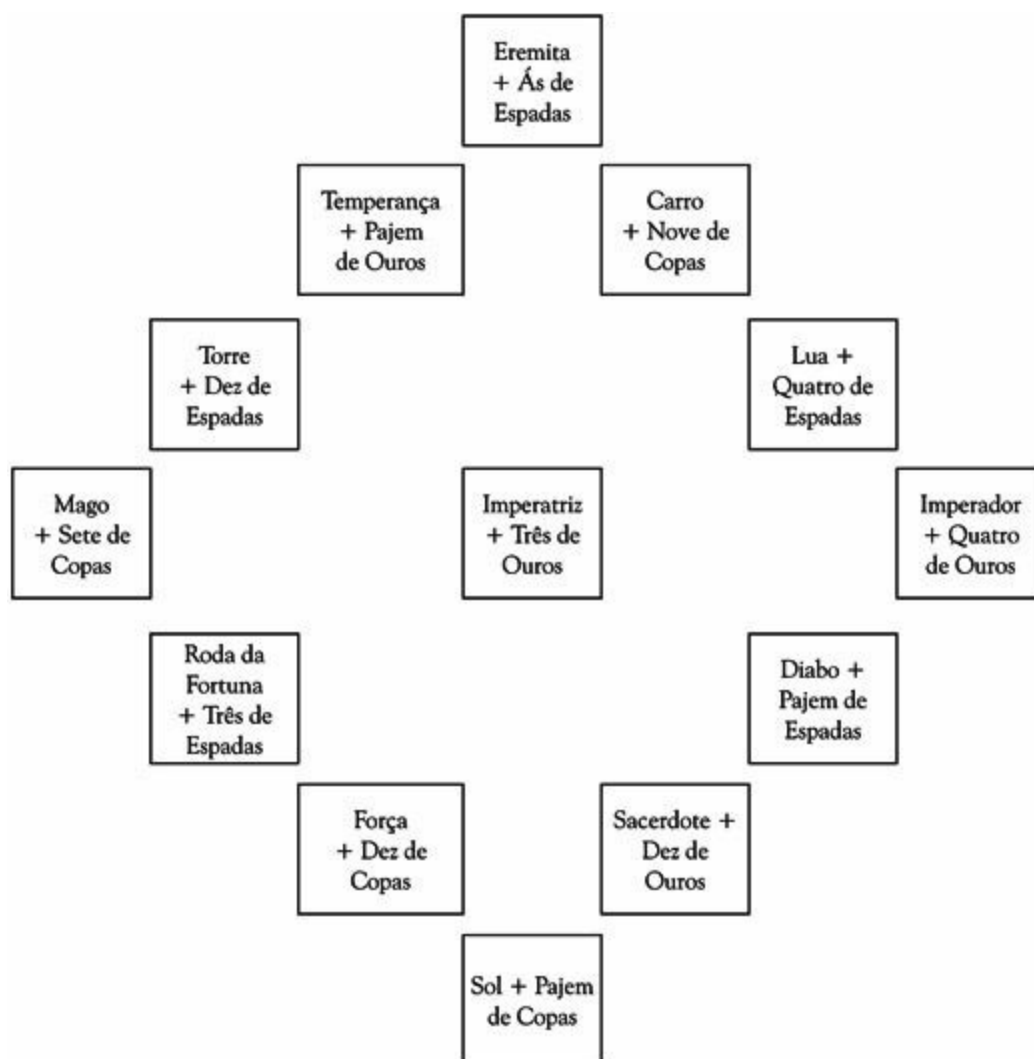 Eremita
+ Ás de
Espadas
Temperança
+ Pajem
de Ouros
Carro
+ Nove de
Copas
Torre
+ Dez de
Espadas
Lua +
Quatro de
Espadas
Mago
+ Sete de
Copas
Imperatriz
+ Três de
Ouros
Imperador
+ Quatro
de Ouros
Roda da
Fortuna
+ Três de
Espadas
Diabo +
Pajem de
Espadas
Força
+ Dez de
Copas
Sacerdote +
Dez de
Ouros
Sol + Pajem
de Copas